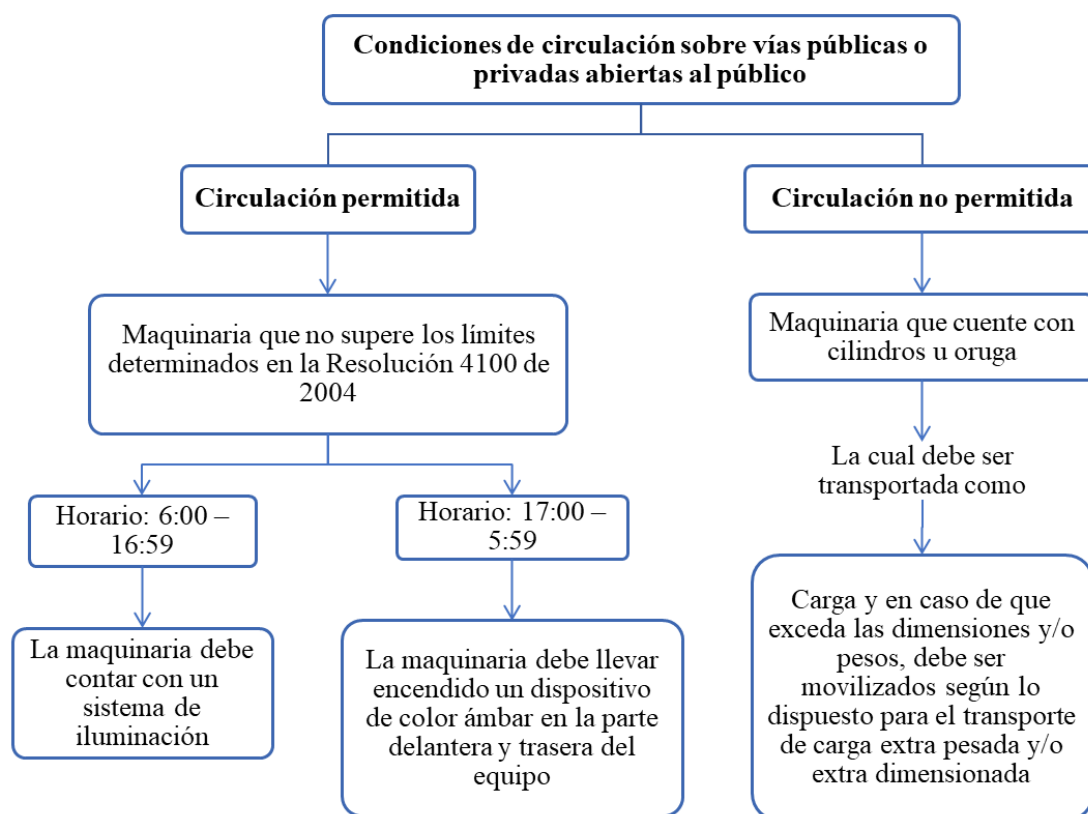 Condiciones de circulación sobre vías públicas o
privadas abiertas al público
Circulación permitida
Circulación no permitida
Maquinaria que no supere los límites
determinados en la Resolución 4100 de
2004
Maquinaria que cuente con
cilindros u oruga
La cual debe ser
transportada como
Horario: 6:00 –
16:59
Horario: 17:00 –
5:59
La maquinaria debe
contar con un
sistema de
iluminación
La maquinaria debe llevar
encendido un dispositivo
de color ámbar en la parte
delantera y trasera del
equipo
Carga y en caso de que
exceda las dimensiones y/o
pesos, debe ser
movilizados según lo
dispuesto para el transporte
de carga extra pesada y/o
extra dimensionada